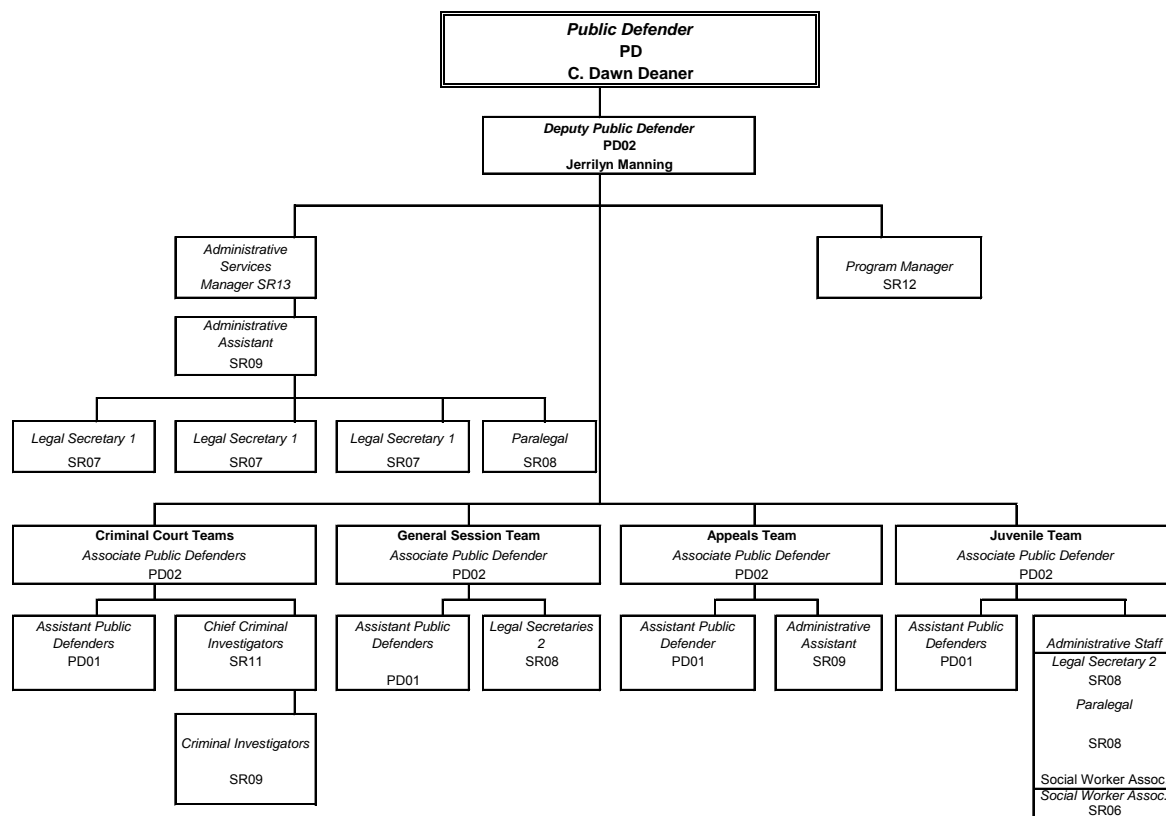 Public Defender
PD
C. Dawn Deaner
Deputy Public Defender
PD02
Jerrilyn Manning
Administrative
Services
Manager SR13
Program Manager
SR12
Administrative
Assistant
SR09
Legal Secretary 1
SR07
Legal Secretary 1
SR07
Legal Secretary 1
SR07
Paralegal
SR08
Criminal Court Teams
Associate Public Defenders
PD02
General Session Team
Associate Public Defender
PD02
Appeals Team
Associate Public Defender
PD02
Juvenile Team
Associate Public Defender
PD02
Assistant Public
Defenders
PD01
Chief Criminal
Investigators
SR11
Criminal Investigators
SR09
Assistant Public
Defenders
PD01
Legal Secretaries
2
SR08
Assistant Public
Defender
PD01
Administrative
Assistant
SR09
Assistant Public
Defenders
PD01
Administrative Staff
Legal Secretary 2
SR08
Paralegal
SR08
Social Worker Assoc
Social Worker Assoc.
SR06